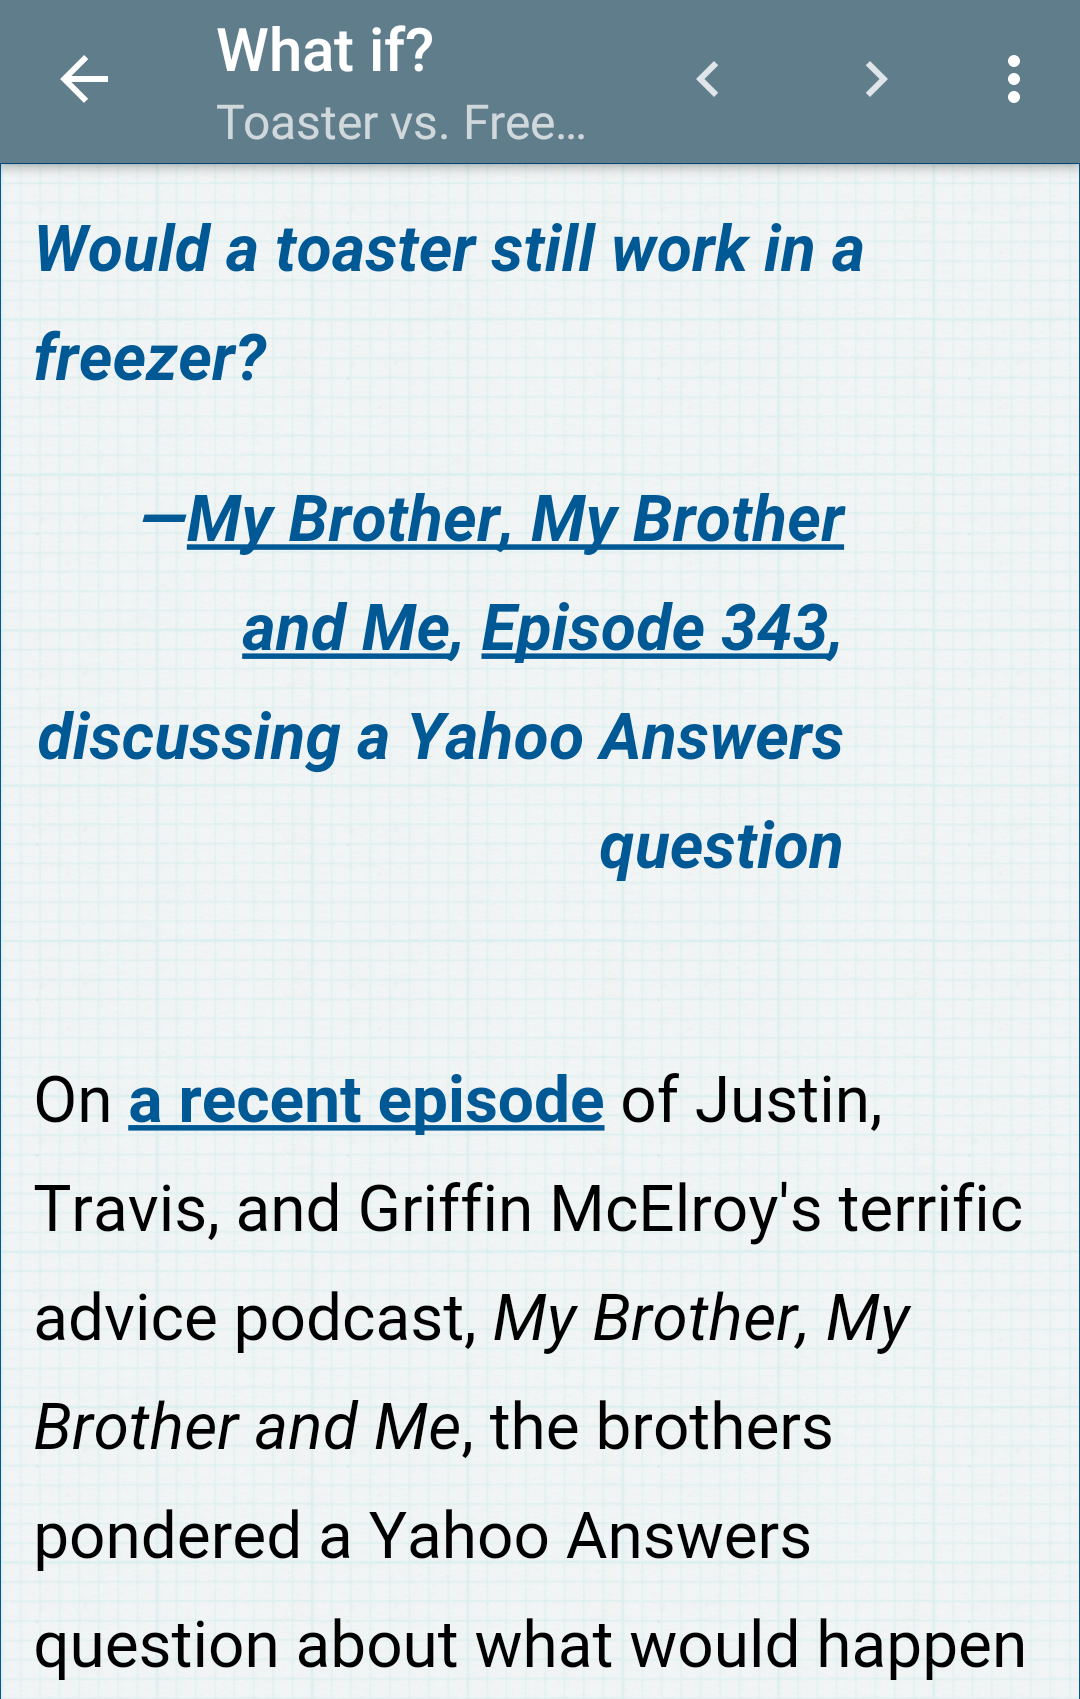 What if?
Toaster vs. Free...
Would a toaster still work in a
freezer?
—My Brother, My Brother
and Me, Episode 343,
discussing a Yahoo Answers
question
On a recent episode of Justin,
Travis, and Griffin McElroy's terrific
advice podcast, My Brother, My
Brother and Me, the brothers
pondered a Yahoo Answers
question about what would happen